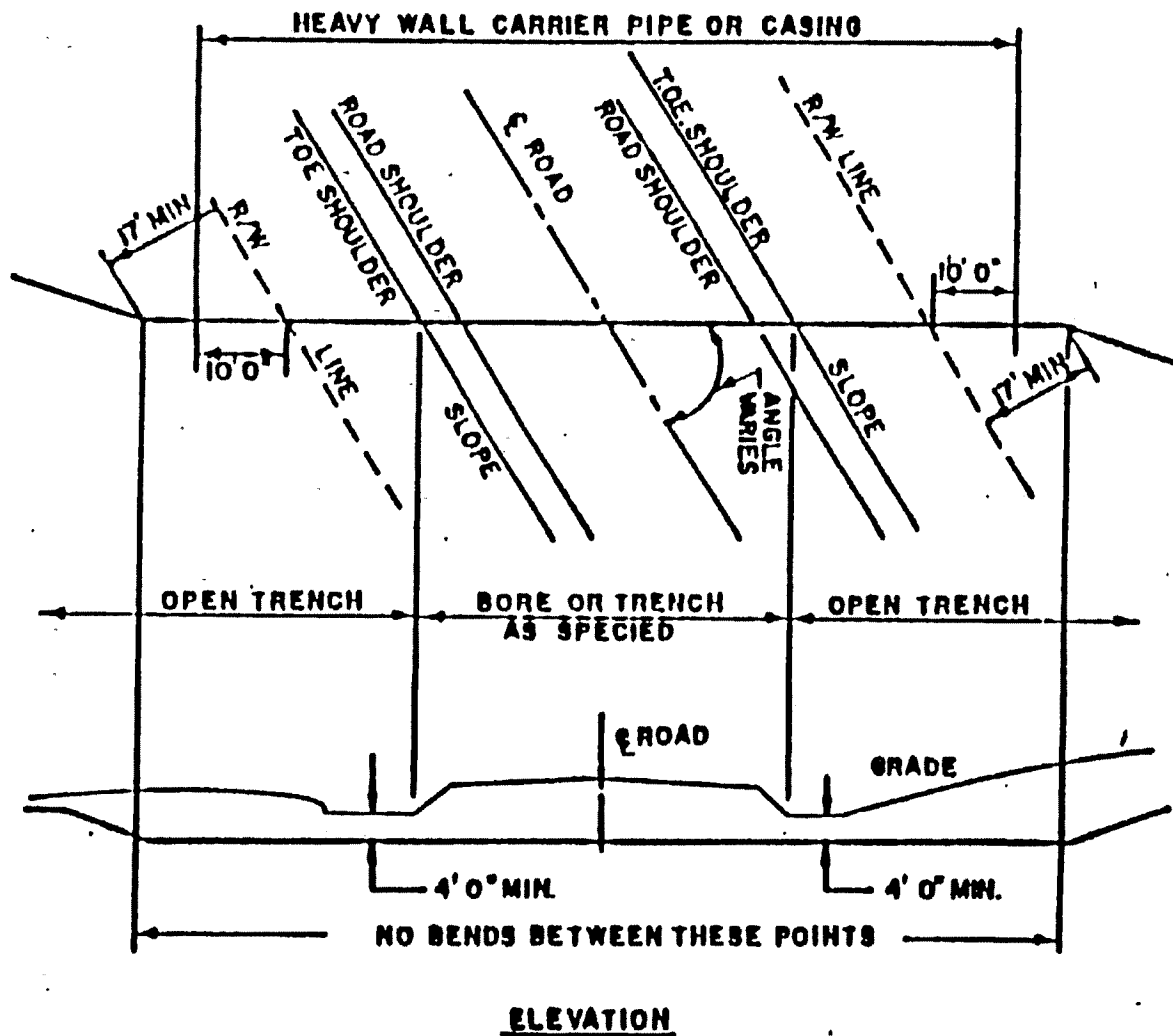 HEAVY WALL CARRIER PIPE OR CASING
17' MIN
R/W
LINE
TOE SHOULDER
SLOPE
ROAD SHOULDER
℄ ROAD
ROAD SHOULDER
T.O.E. SHOULDER
SLOPE
R/W LINE
10' 0"
10' 0"
17' MIN
ANGLE
VARIES
OPEN TRENCH
BORE OR TRENCH
AS SPECIED
OPEN TRENCH
℄ ROAD
GRADE
4' 0" MIN.
4' 0" MIN.
NO BENDS BETWEEN THESE POINTS
ELEVATION